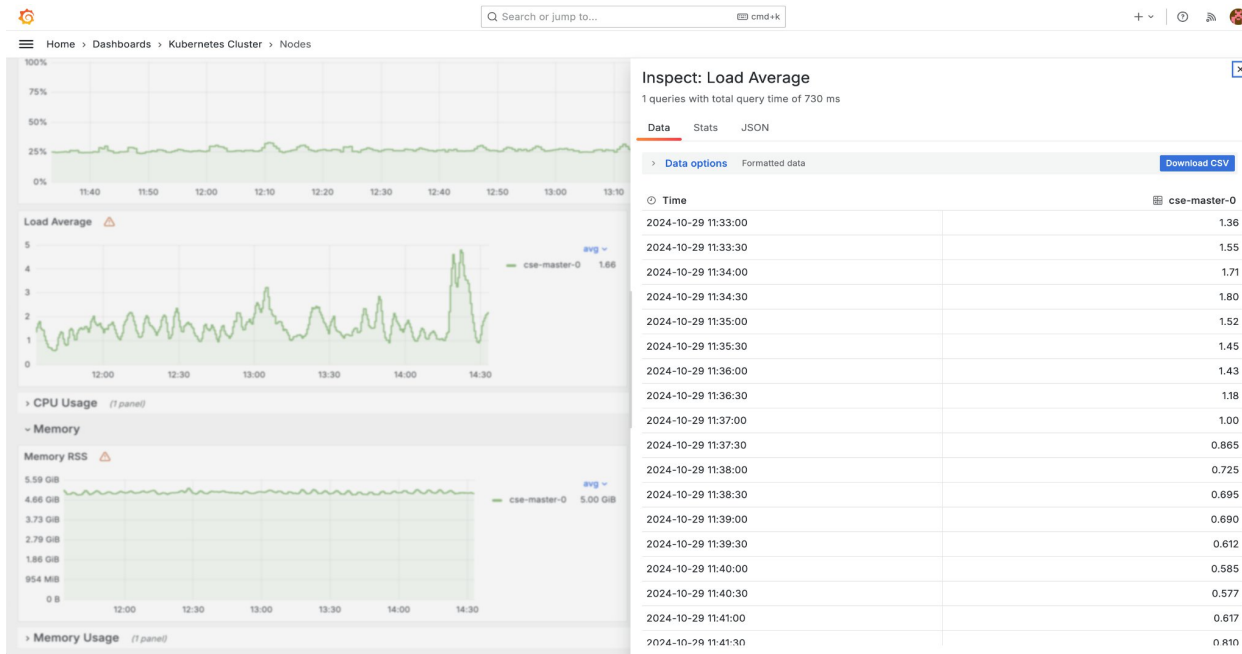 Search or jump to... cmd+k
Home › Dashboards › Kubernetes Cluster › Nodes
100%
75%
50%
25%
0%
11:40 11:50 12:00 12:10 12:20 12:30 12:40 12:50 13:00 13:10
Load Average
5
4
3
2
1
0
avg
cse-master-0 1.66
12:00 12:30 13:00 13:30 14:00 14:30
CPU Usage (1 panel)
Memory
Memory RSS
5.59 GiB
4.66 GiB
3.73 GiB
2.79 GiB
1.86 GiB
954 MiB
0 B
avg
cse-master-0 5.00 GiB
12:00 12:30 13:00 13:30 14:00 14:30
Memory Usage (1 panel)
Inspect: Load Average
1 queries with total query time of 730 ms
Data Stats JSON
Data options Formatted data Download CSV
Time cse-master-0
2024-10-29 11:33:00 1.36
2024-10-29 11:33:30 1.55
2024-10-29 11:34:00 1.71
2024-10-29 11:34:30 1.80
2024-10-29 11:35:00 1.52
2024-10-29 11:35:30 1.45
2024-10-29 11:36:00 1.43
2024-10-29 11:36:30 1.18
2024-10-29 11:37:00 1.00
2024-10-29 11:37:30 0.865
2024-10-29 11:38:00 0.725
2024-10-29 11:38:30 0.695
2024-10-29 11:39:00 0.690
2024-10-29 11:39:30 0.612
2024-10-29 11:40:00 0.585
2024-10-29 11:40:30 0.577
2024-10-29 11:41:00 0.617
2024-10-29 11:41:30 0.810